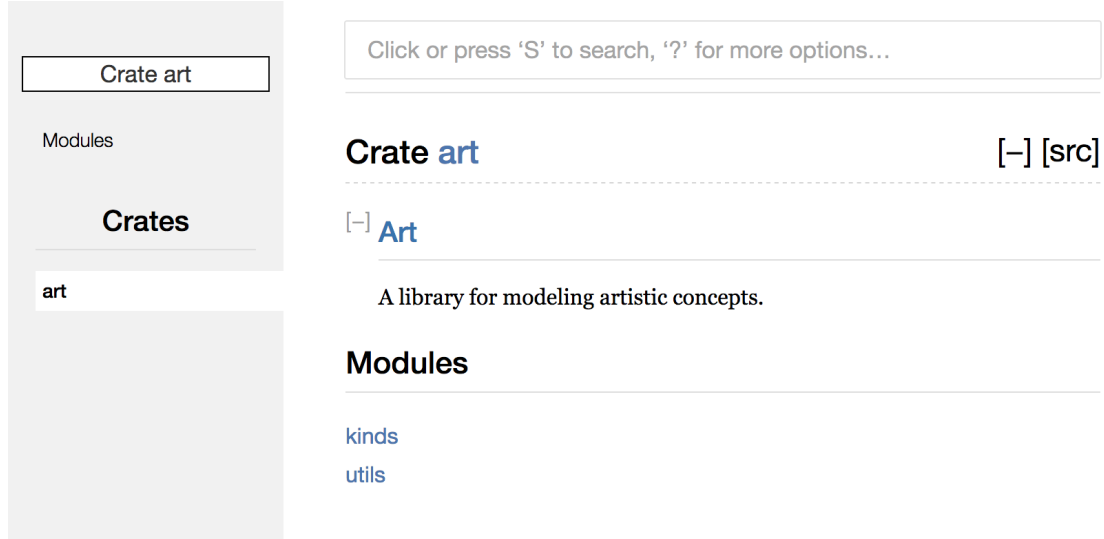 Crate art
Modules
Crates
art
Click or press ‘S’ to search, ‘?’ for more options…
Crate art [−] [src]
[−] Art
A library for modeling artistic concepts.
Modules
kinds
utils